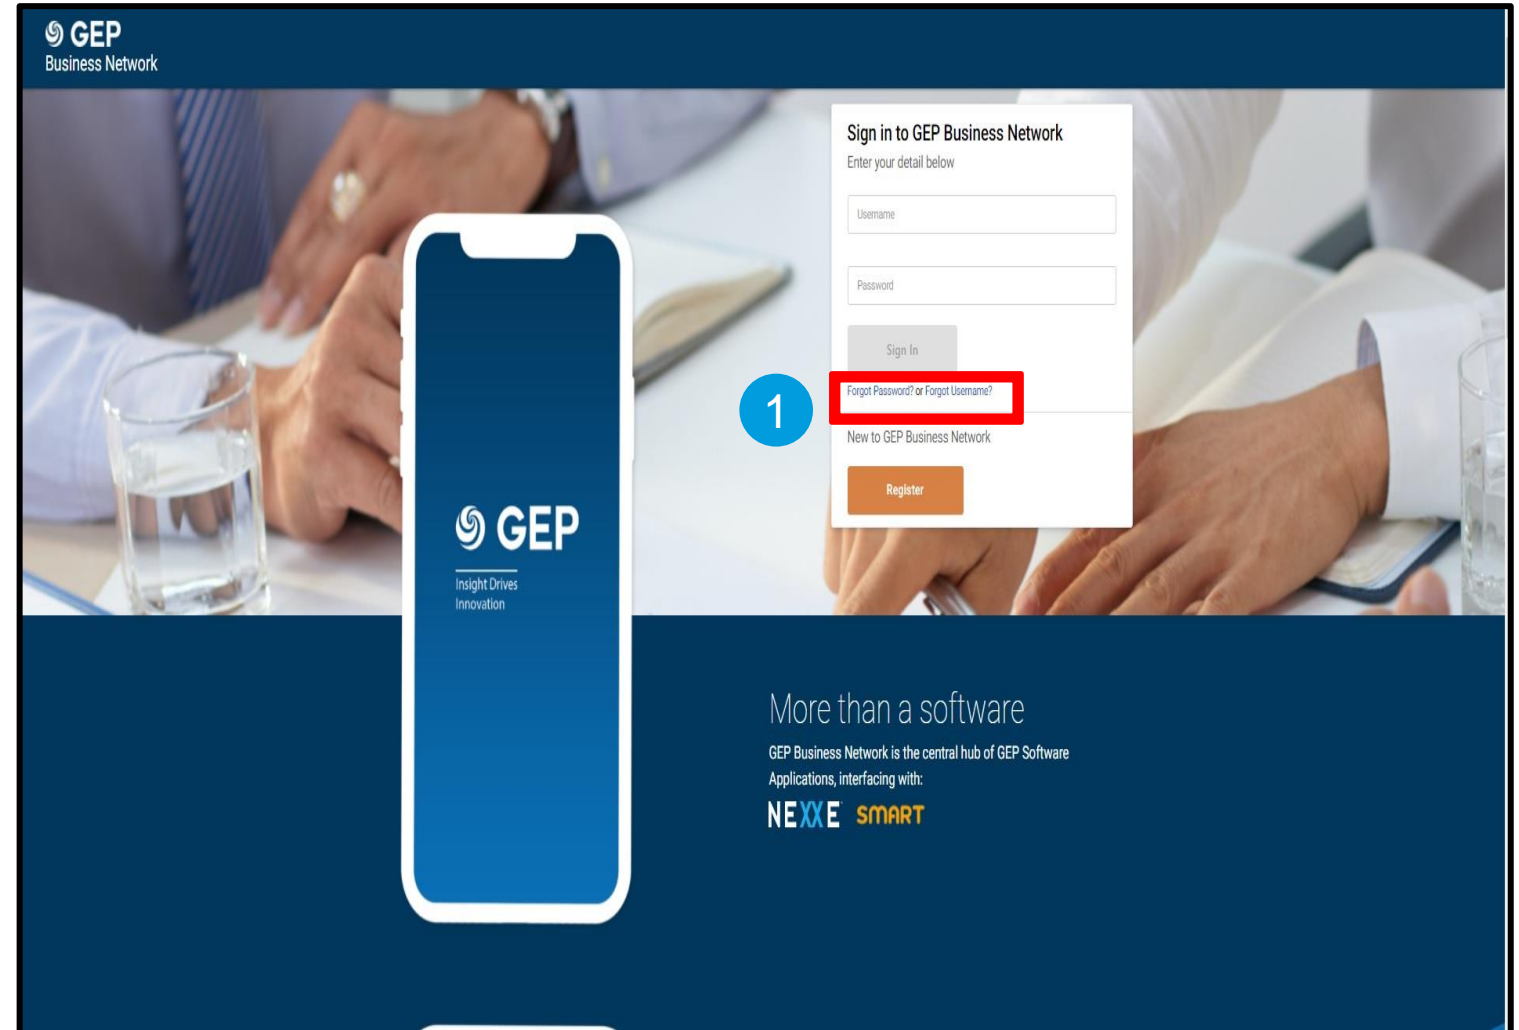 GEP
Business Network
Sign in to GEP Business Network
Enter your detail below
Username
Password
Sign In
1
Forgot Password? or Forgot Username?
New to GEP Business Network
Register
GEP
Insight Drives
Innovation
More than a software
GEP Business Network is the central hub of GEP Software
Applications, interfacing with:
NEXXE SMART